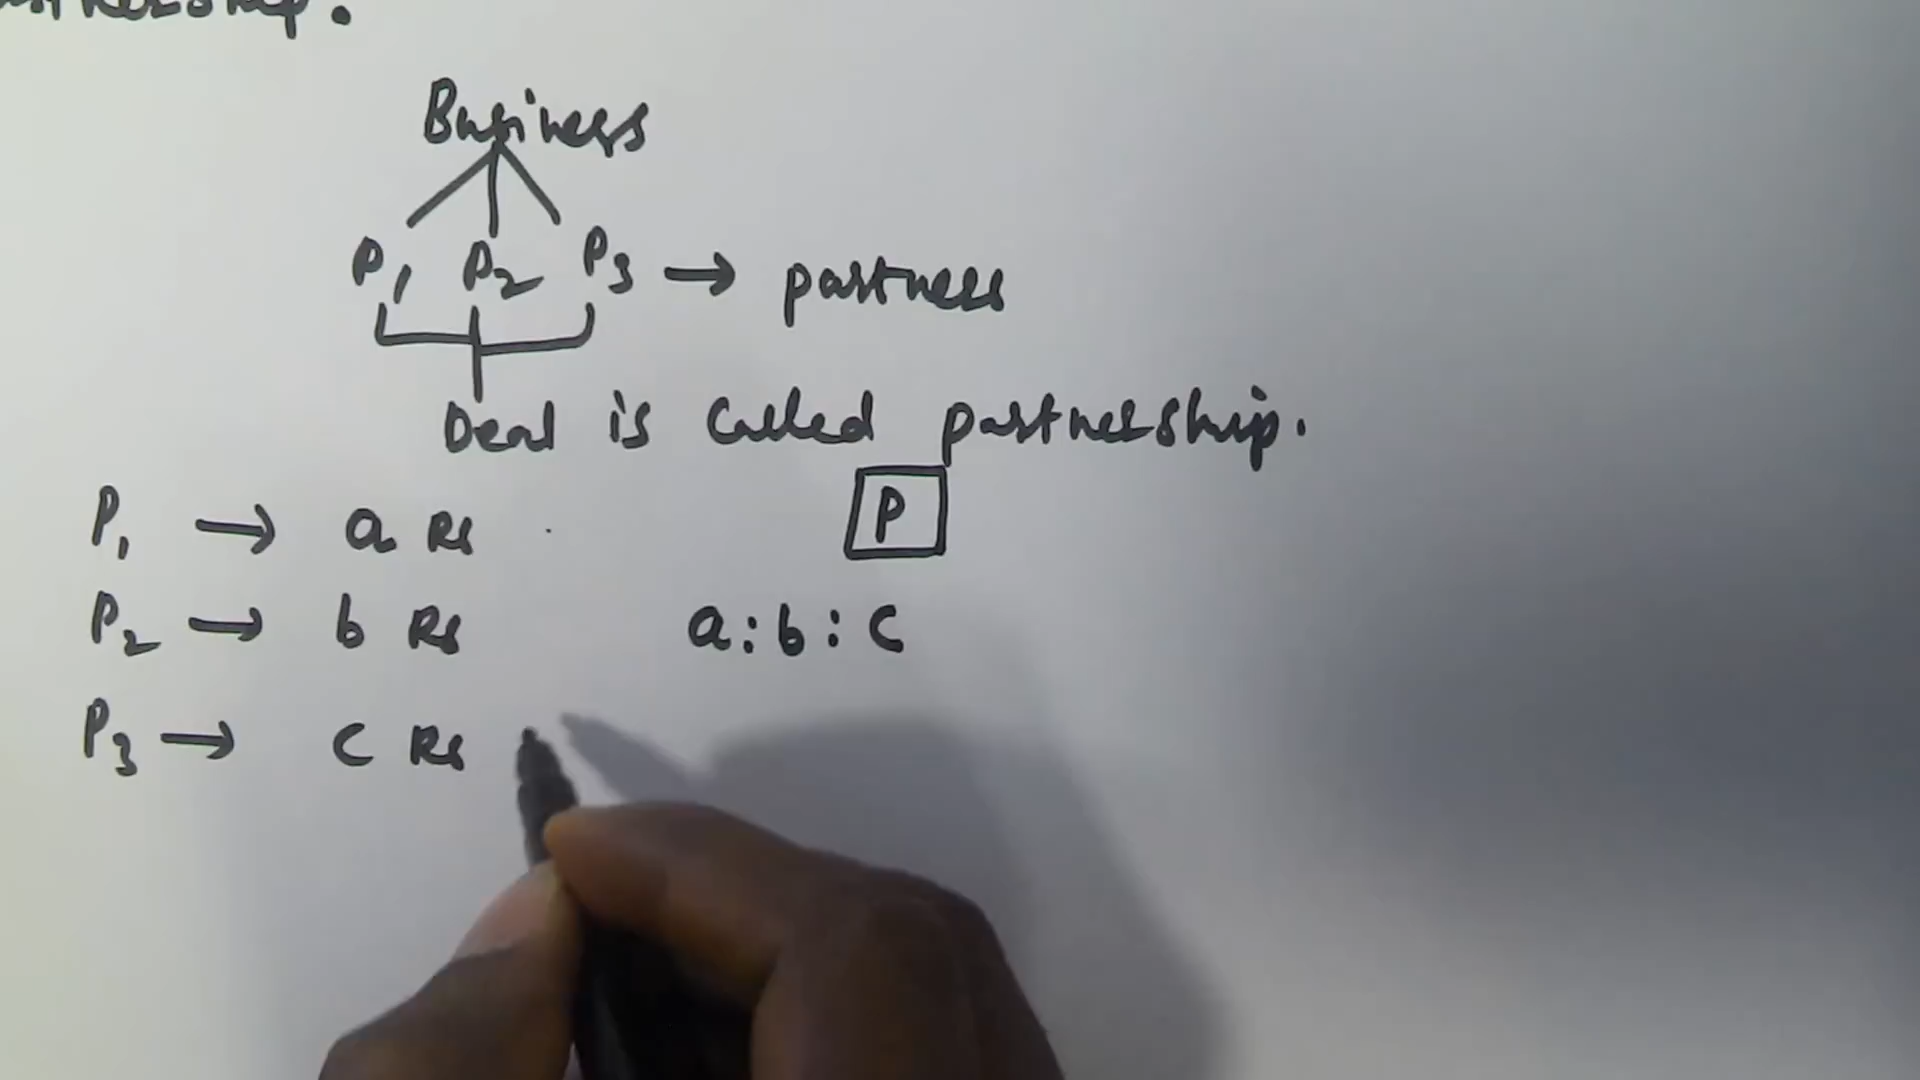 Business
P1 P2 P3 → partners
Deal is called partnership.
P1 → a Rs
P
P2 → b Rs a:b:c
P3 → c Rs